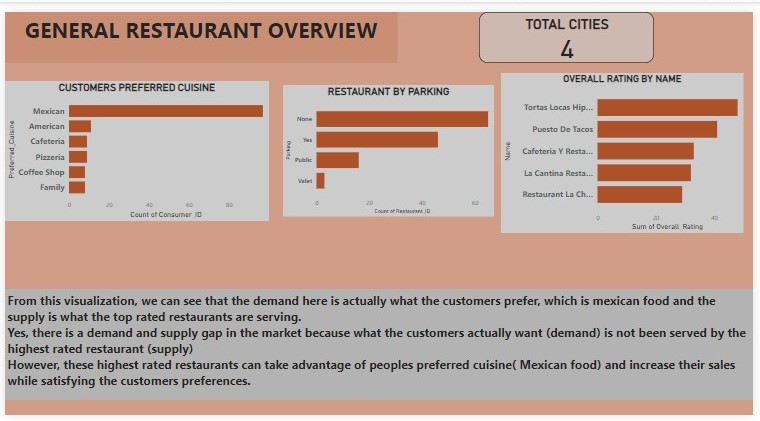 GENERAL RESTAURANT OVERVIEW
TOTAL CITIES
4
CUSTOMERS PREFERRED CUISINE
Preferred_Cuisine
Mexican
American
Cafeteria
Pizzeria
Coffee Shop
Family
0 20 40 60 80
Count of Consumer_ID
RESTAURANT BY PARKING
Parking
None
Yes
Public
Valet
0 20 40 60
Count of Restaurant_ID
OVERALL RATING BY NAME
Name
Tortas Locas Hip...
Puesto De Tacos
Cafeteria Y Resta...
La Cantina Resta...
Restaurant La Ch...
0 20 40
Sum of Overall_Rating
From this visualization, we can see that the demand here is actually what the customers prefer, which is mexican food and the
supply is what the top rated restaurants are serving.
Yes, there is a demand and supply gap in the market because what the customers actually want (demand) is not been served by the
highest rated restaurant (supply)
However, these highest rated restaurants can take advantage of peoples preferred cuisine( Mexican food) and increase their sales
while satisfying the customers preferences.